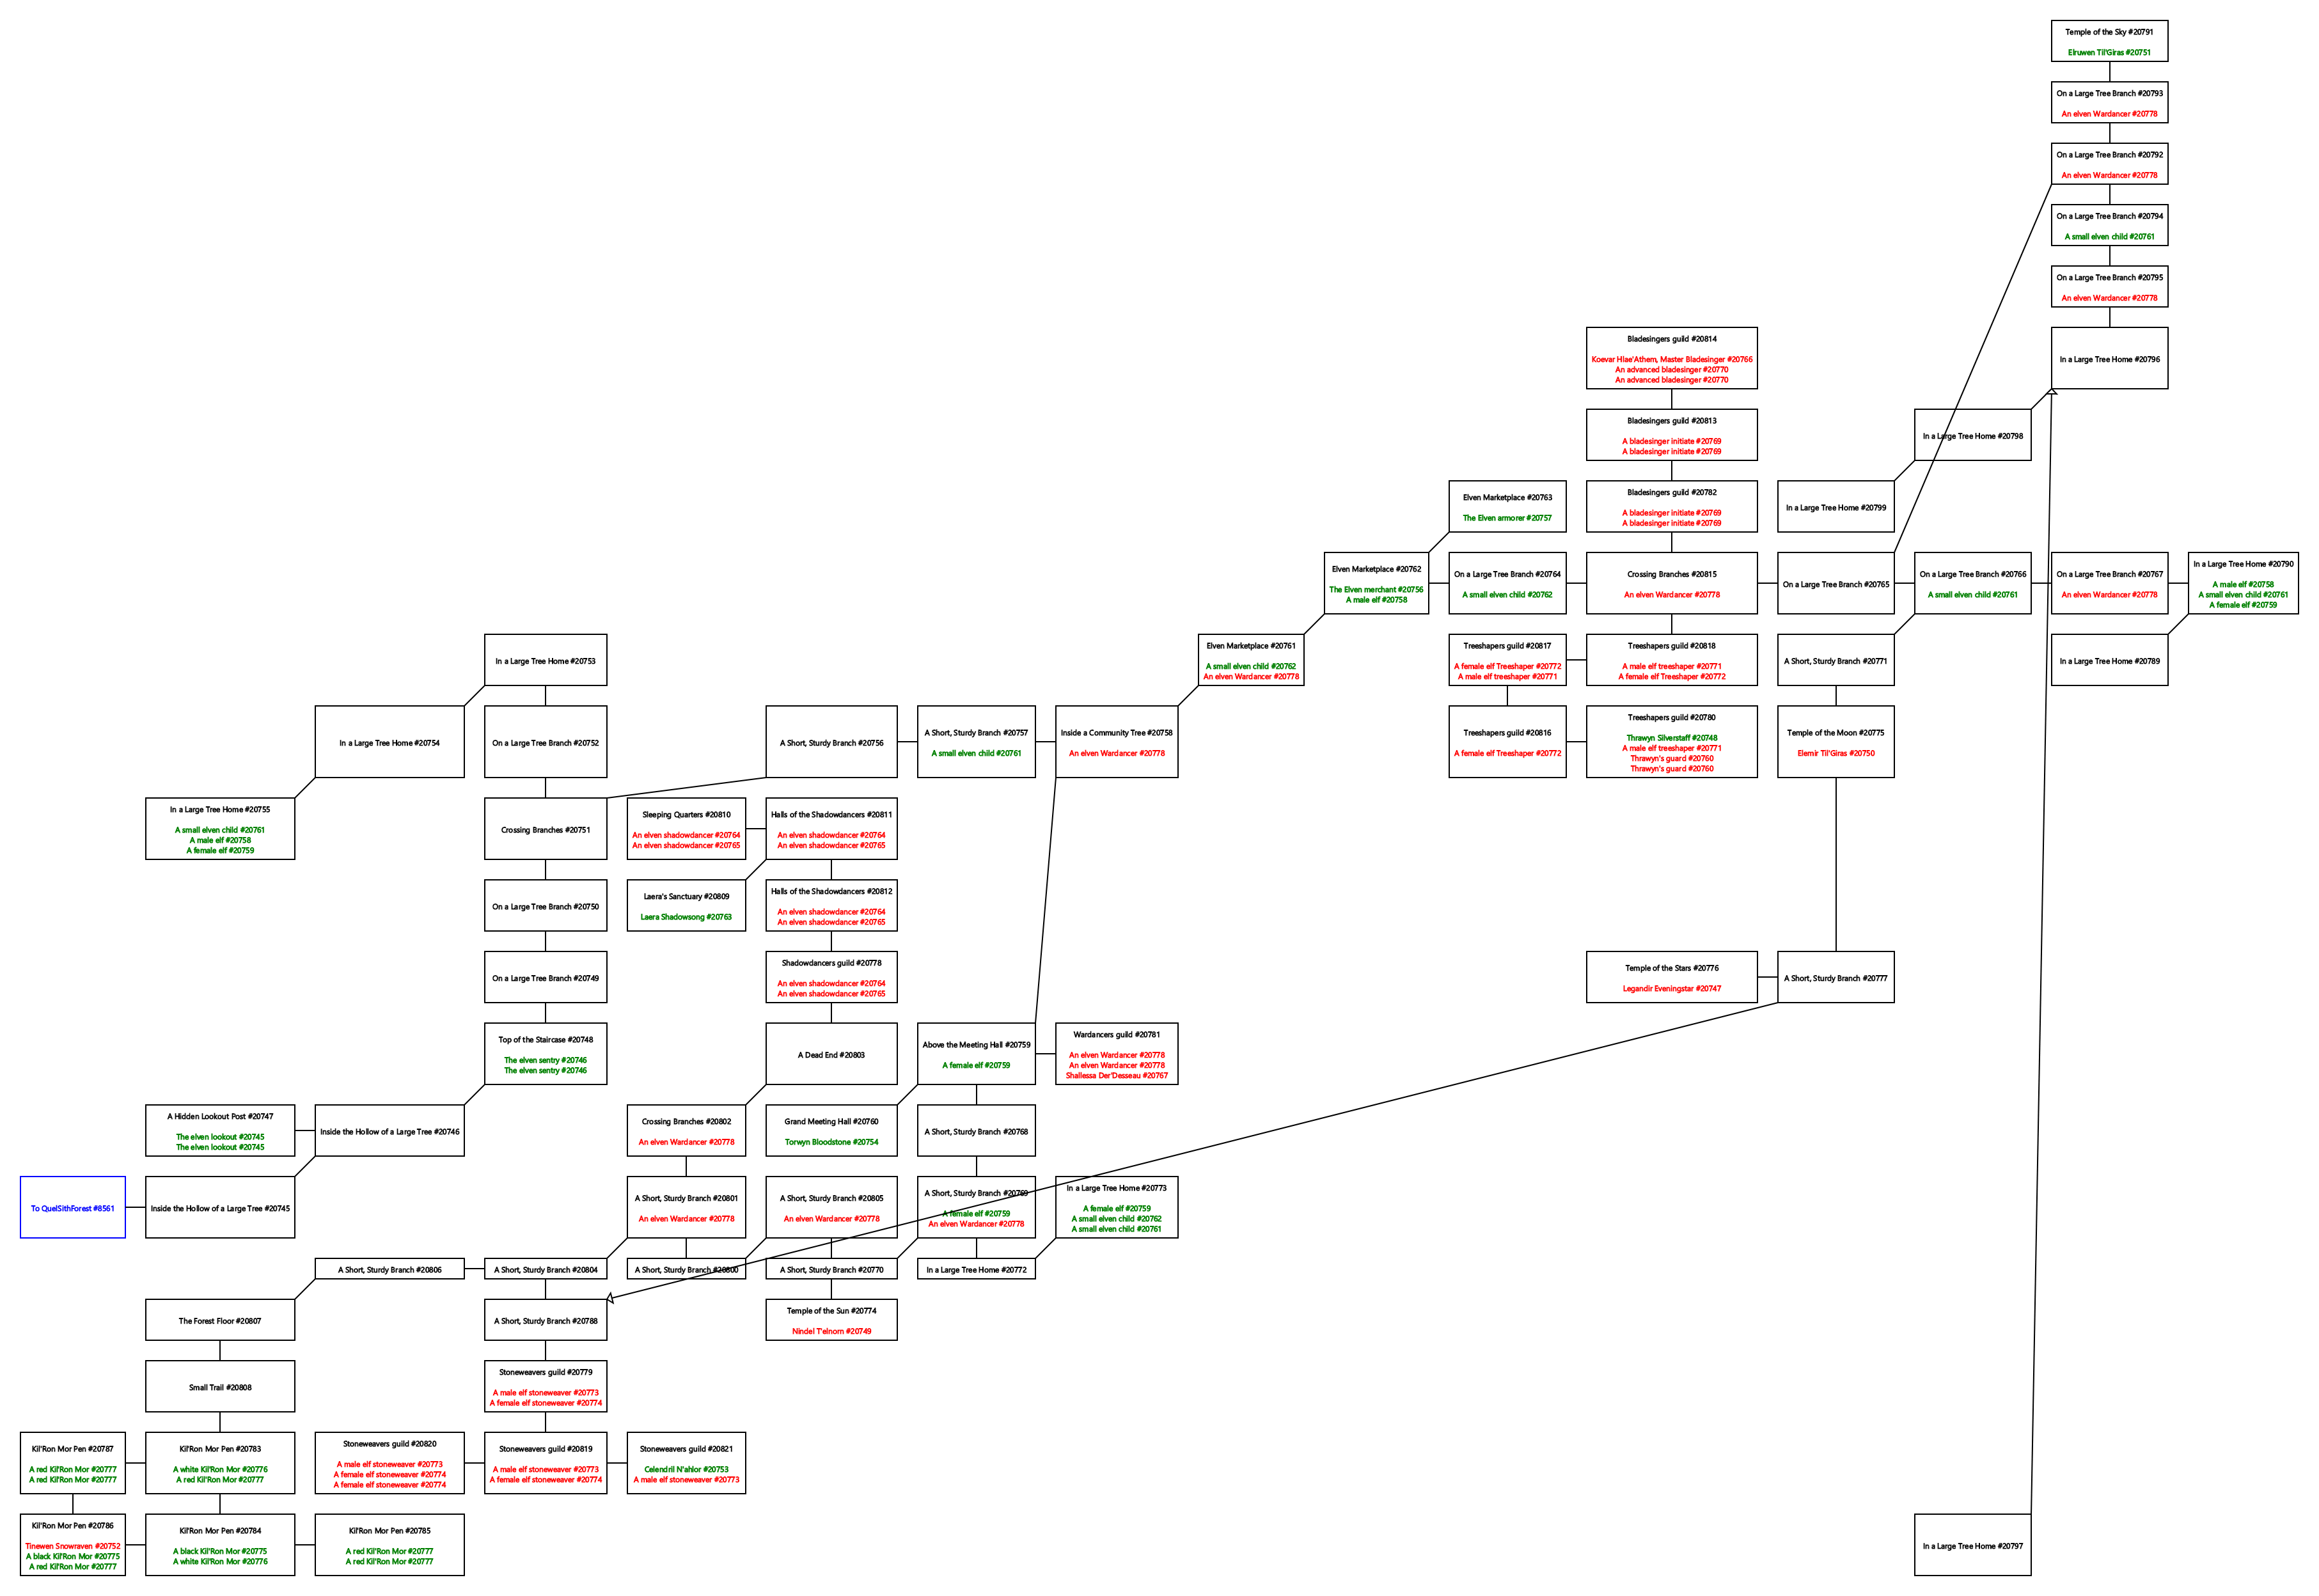 Temple of the Sky #20791
Eiruwen Til'Giras #20751
On a Large Tree Branch #20793
An elven Wardancer #20778
On a Large Tree Branch #20792
An elven Wardancer #20778
On a Large Tree Branch #20794
A small elven child #20761
On a Large Tree Branch #20795
An elven Wardancer #20778
Bladesingers guild #20814
Koevar Hlae'Athem, Master Bladesinger #20766
An advanced bladesinger #20770
An advanced bladesinger #20770
In a Large Tree Home #20796
Bladesingers guild #20813
A bladesinger initiate #20769
A bladesinger initiate #20769
In a Large Tree Home #20798
Elven Marketplace #20763
The Elven armorer #20757
Bladesingers guild #20782
A bladesinger initiate #20769
A bladesinger initiate #20769
In a Large Tree Home #20799
Elven Marketplace #20762
The Elven merchant #20756
A male elf #20758
On a Large Tree Branch #20764
A small elven child #20762
Crossing Branches #20815
An elven Wardancer #20778
On a Large Tree Branch #20765
On a Large Tree Branch #20766
A small elven child #20761
On a Large Tree Branch #20767
An elven Wardancer #20778
In a Large Tree Home #20790
A male elf #20758
A small elven child #20761
A female elf #20759
In a Large Tree Home #20753
Elven Marketplace #20761
A small elven child #20762
An elven Wardancer #20778
Treeshapers guild #20817
A female elf Treeshaper #20772
A male elf treeshaper #20771
Treeshapers guild #20818
A male elf treeshaper #20771
A female elf Treeshaper #20772
A Short, Sturdy Branch #20771
In a Large Tree Home #20789
In a Large Tree Home #20754
On a Large Tree Branch #20752
A Short, Sturdy Branch #20756
A Short, Sturdy Branch #20757
A small elven child #20761
Inside a Community Tree #20758
An elven Wardancer #20778
Treeshapers guild #20816
A female elf Treeshaper #20772
Treeshapers guild #20780
Thrawyn Silverstaff #20748
A male elf treeshaper #20771
Thrawyn's guard #20760
Thrawyn's guard #20760
Temple of the Moon #20775
Elemir Til'Giras #20750
In a Large Tree Home #20755
A small elven child #20761
A male elf #20758
A female elf #20759
Crossing Branches #20751
Sleeping Quarters #20810
An elven shadowdancer #20764
An elven shadowdancer #20765
Halls of the Shadowdancers #20811
An elven shadowdancer #20764
An elven shadowdancer #20765
On a Large Tree Branch #20750
Laera's Sanctuary #20809
Laera Shadowsong #20763
Halls of the Shadowdancers #20812
An elven shadowdancer #20764
An elven shadowdancer #20765
On a Large Tree Branch #20749
Shadowdancers guild #20778
An elven shadowdancer #20764
An elven shadowdancer #20765
Temple of the Stars #20776
Legandir Eveningstar #20747
A Short, Sturdy Branch #20777
Top of the Staircase #20748
The elven sentry #20746
The elven sentry #20746
A Dead End #20803
Above the Meeting Hall #20759
A female elf #20759
Wardancers guild #20781
An elven Wardancer #20778
An elven Wardancer #20778
Shallessa Der'Desseau #20767
A Hidden Lookout Post #20747
The elven lookout #20745
The elven lookout #20745
Inside the Hollow of a Large Tree #20746
Crossing Branches #20802
An elven Wardancer #20778
Grand Meeting Hall #20760
Torwyn Bloodstone #20754
A Short, Sturdy Branch #20768
To QuelSithForest #8561
Inside the Hollow of a Large Tree #20745
A Short, Sturdy Branch #20801
An elven Wardancer #20778
A Short, Sturdy Branch #20805
An elven Wardancer #20778
A Short, Sturdy Branch #20769
A female elf #20759
An elven Wardancer #20778
In a Large Tree Home #20773
A female elf #20759
A small elven child #20762
A small elven child #20761
A Short, Sturdy Branch #20806
A Short, Sturdy Branch #20804
A Short, Sturdy Branch #20800
A Short, Sturdy Branch #20770
In a Large Tree Home #20772
The Forest Floor #20807
A Short, Sturdy Branch #20788
Temple of the Sun #20774
Nindel T'elnorn #20749
Small Trail #20808
Stoneweavers guild #20779
A male elf stoneweaver #20773
A female elf stoneweaver #20774
Kil'Ron Mor Pen #20787
A red Kil'Ron Mor #20777
A red Kil'Ron Mor #20777
Kil'Ron Mor Pen #20783
A white Kil'Ron Mor #20776
A red Kil'Ron Mor #20777
Stoneweavers guild #20820
A male elf stoneweaver #20773
A female elf stoneweaver #20774
A female elf stoneweaver #20774
Stoneweavers guild #20819
A male elf stoneweaver #20773
A female elf stoneweaver #20774
Stoneweavers guild #20821
Celendril N'ahlor #20753
A male elf stoneweaver #20773
Kil'Ron Mor Pen #20786
Tinewen Snowraven #20752
A black Kil'Ron Mor #20775
A red Kil'Ron Mor #20777
Kil'Ron Mor Pen #20784
A black Kil'Ron Mor #20775
A white Kil'Ron Mor #20776
Kil'Ron Mor Pen #20785
A red Kil'Ron Mor #20777
A red Kil'Ron Mor #20777
In a Large Tree Home #20797